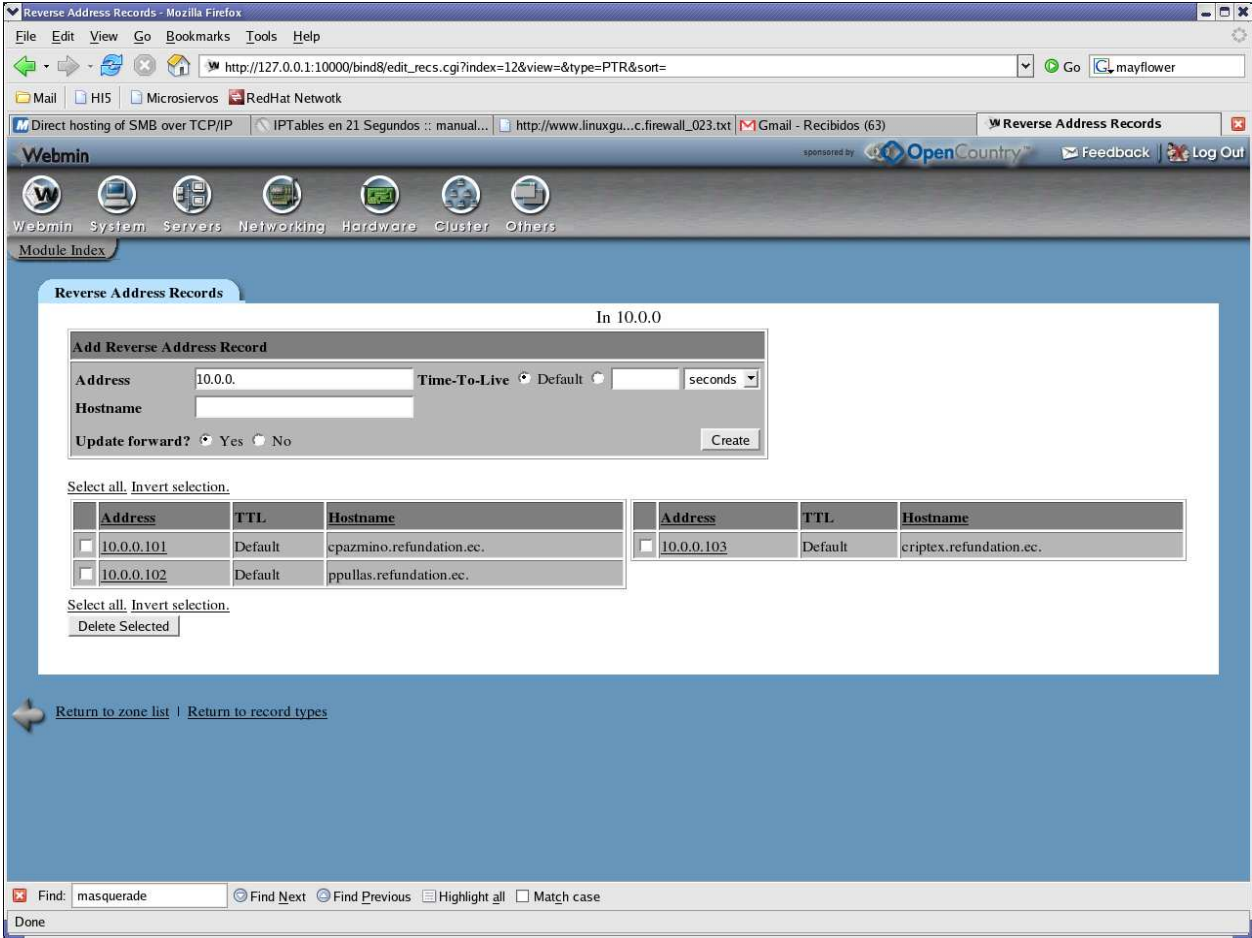 Reverse Address Records - Mozilla Firefox
File Edit View Go Bookmarks Tools Help
http://127.0.0.1:10000/bind8/edit_recs.cgi?index=12&view=&type=PTR&sort= Go G mayflower
Mail HI5 Microsiervos RedHat Netwotk
Direct hosting of SMB over TCP/IP IPTables en 21 Segundos :: manual... http://www.linuxgu...c.firewall_023.txt Gmail - Recibidos (63) Reverse Address Records
Webmin sponsored by OpenCountry™ Feedback Log Out
Webmin System Servers Networking Hardware Cluster Others
Module Index
Reverse Address Records
In 10.0.0
Add Reverse Address Record
Address 10.0.0. Time-To-Live Default seconds
Hostname
Update forward? Yes No Create
Select all. Invert selection.
Address TTL Hostname Address TTL Hostname
10.0.0.101 Default cpazmino.refundation.ec. 10.0.0.103 Default criptex.refundation.ec.
10.0.0.102 Default ppullas.refundation.ec.
Select all. Invert selection.
Delete Selected
Return to zone list | Return to record types
Find: masquerade Find Next Find Previous Highlight all Match case
Done